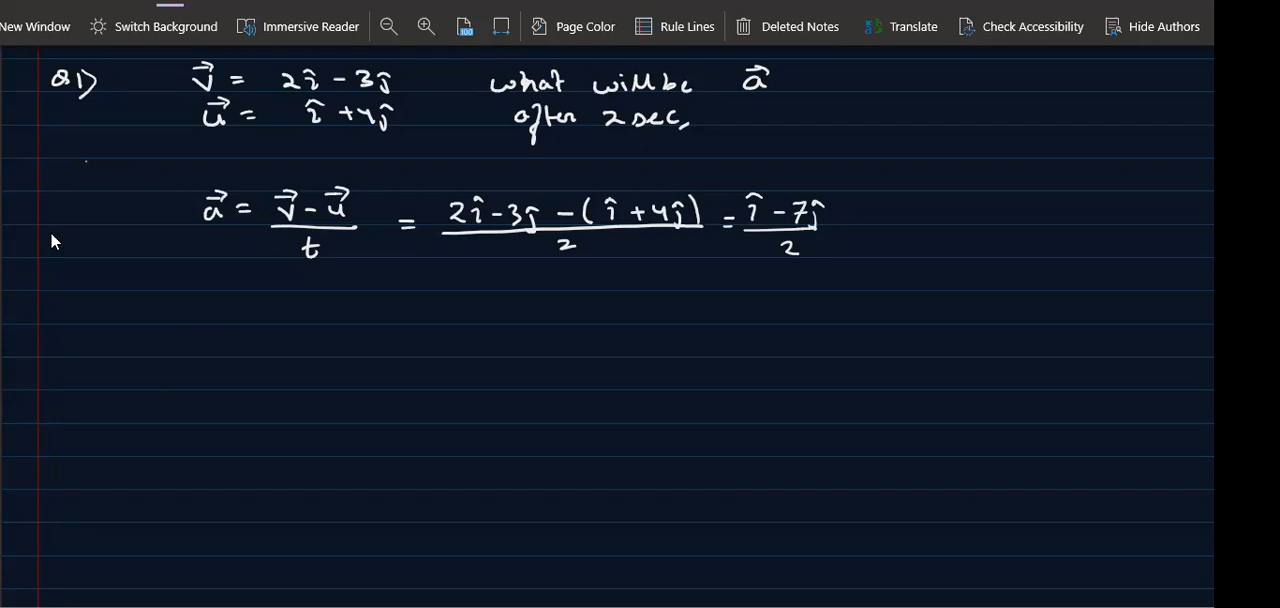 New Window Switch Background Immersive Reader 100 Page Color Rule Lines Deleted Notes Translate Check Accessibility Hide Authors
Q1) v⃗ = 2î - 3ĵ what will be a⃗
u⃗ = î + 4ĵ after 2 sec,
a⃗ = (v⃗ - u⃗)/t = (2î - 3ĵ - (î + 4ĵ))/2 = (î - 7ĵ)/2